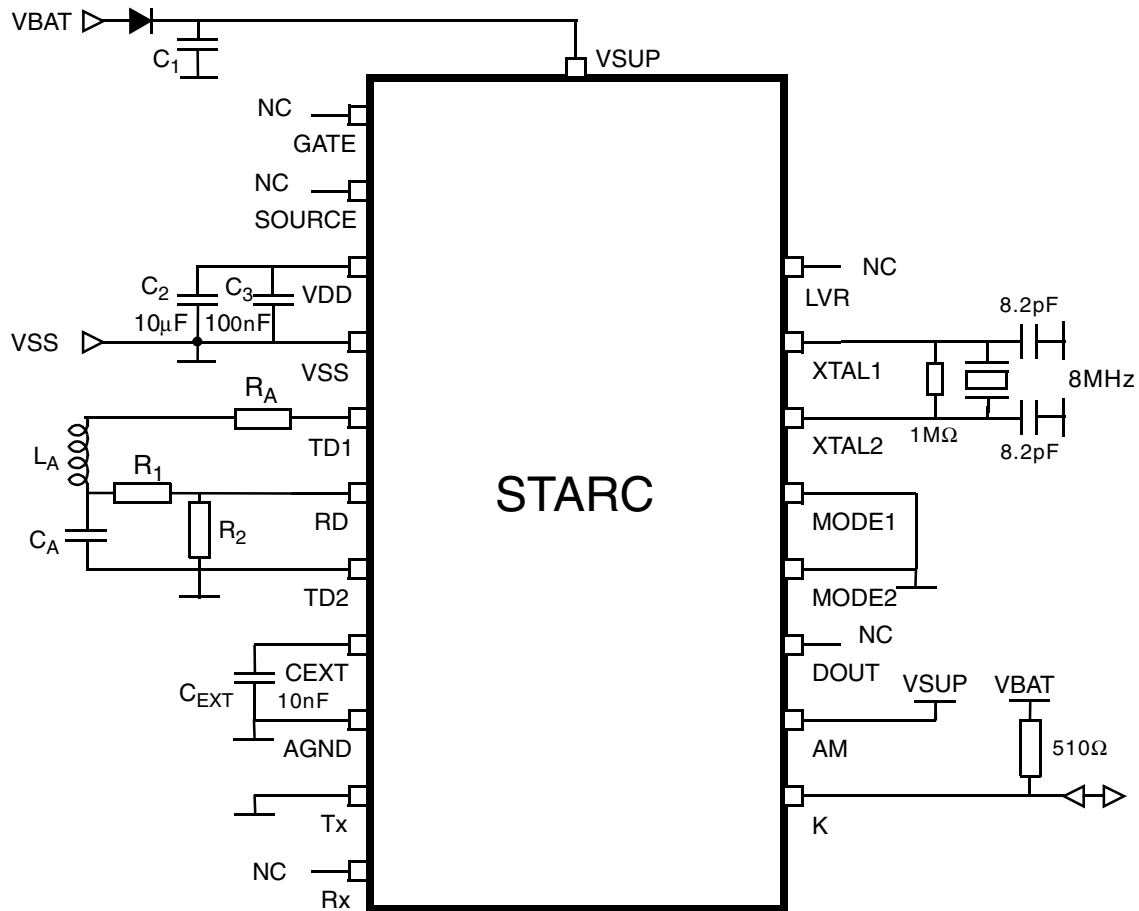 VBAT
C1
VSUP
NC
GATE
NC
SOURCE
C2
10µF
C3
100nF
VDD
VSS
VSS
RA
TD1
LA
R1
R2
RD
CA
TD2
CEXT
CEXT
10nF
AGND
Tx
NC
Rx
STARC
NC
LVR
8.2pF
XTAL1
8MHz
1MΩ
XTAL2
8.2pF
MODE1
MODE2
NC
DOUT
VSUP
VBAT
AM
510Ω
K